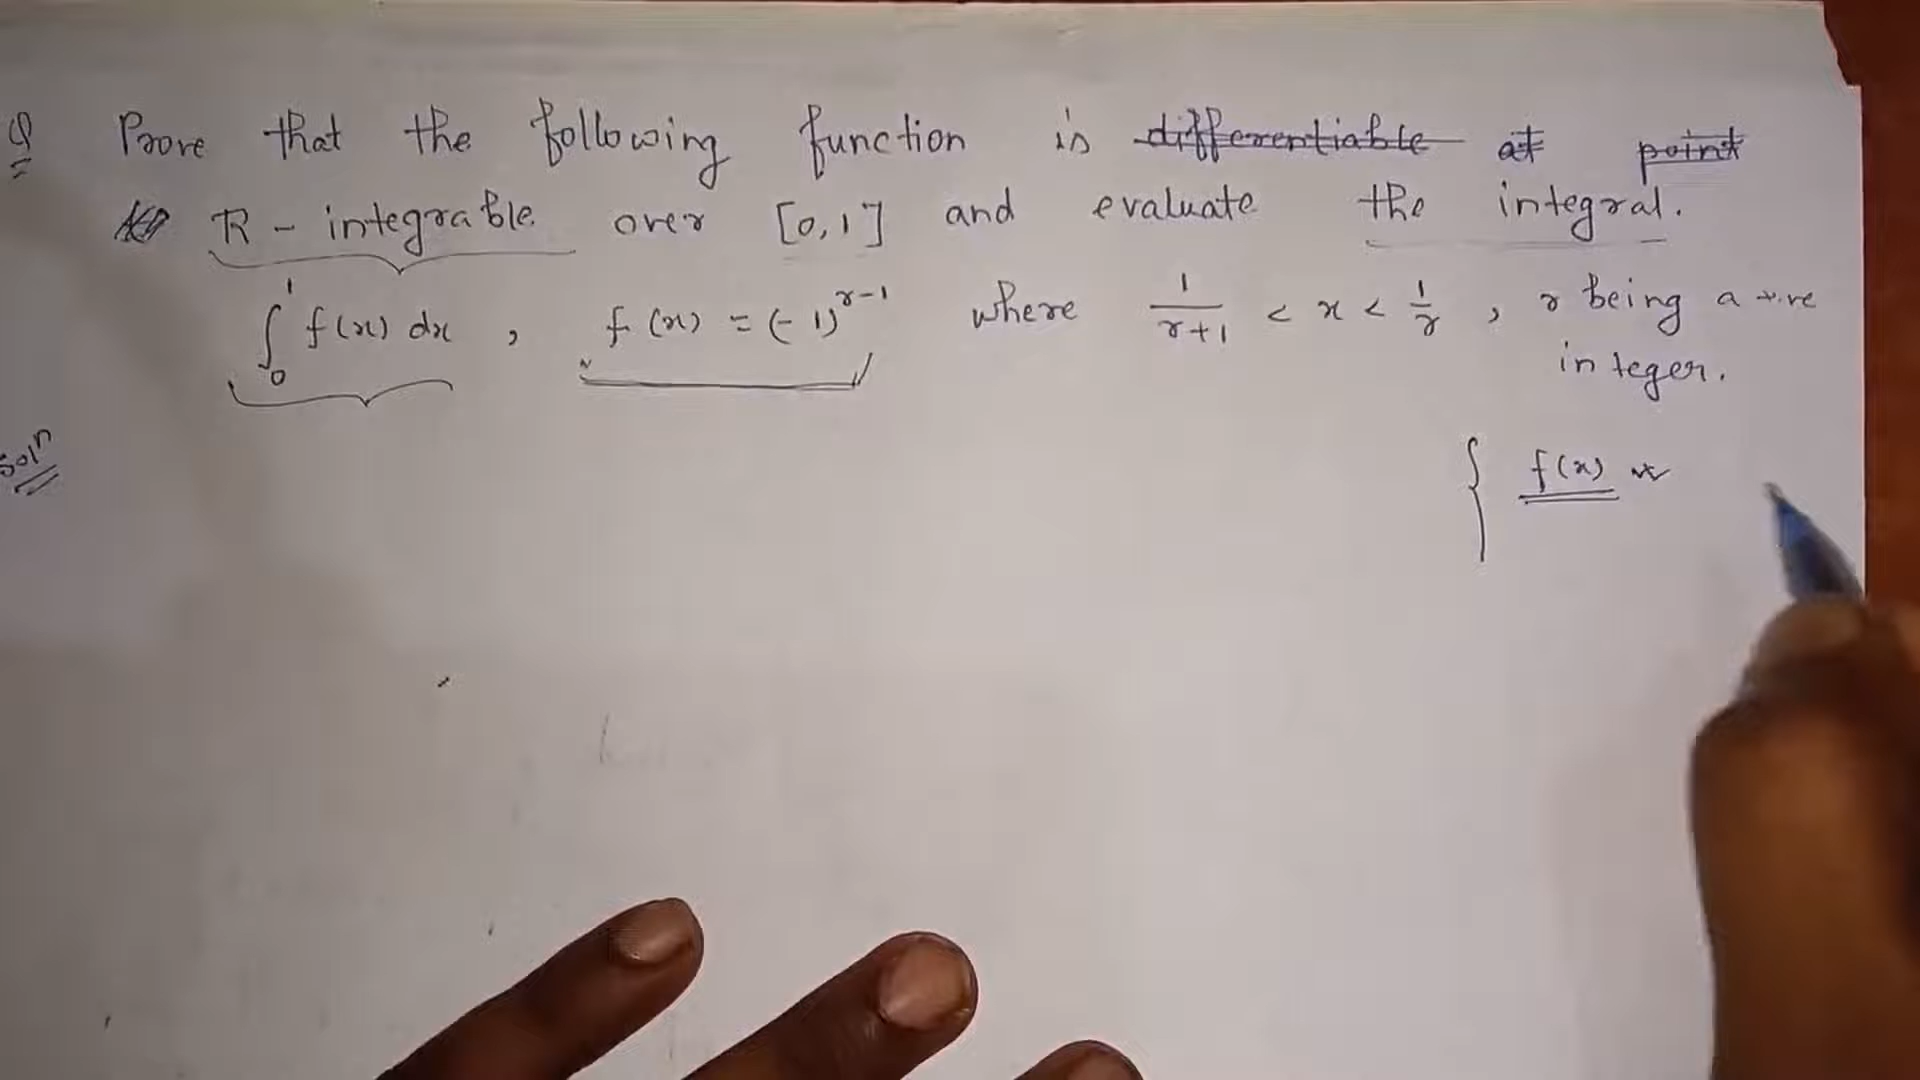 Q Prove that the following function is differentiable at point
R - integrable over [0,1] and evaluate the integral.
∫₀¹ f(x) dx , f(x) = (-1)^(r-1) where 1/(r+1) < x < 1/r , r being a +ive
integer.
Solⁿ
{ f(x)